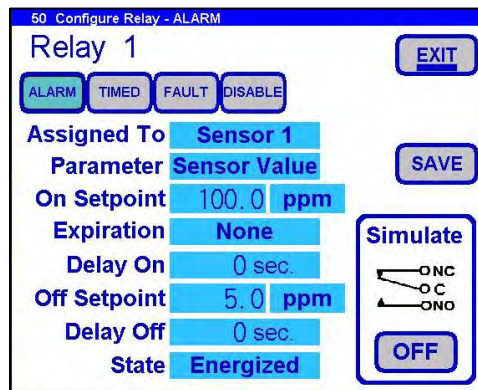 50 Configure Relay - ALARM
Relay 1
EXIT
ALARM TIMED FAULT DISABLE
Assigned To Sensor 1
Parameter Sensor Value
SAVE
On Setpoint 100.0 ppm
Expiration None
Simulate
Delay On 0 sec.
NC
C
NO
Off Setpoint 5.0 ppm
Delay Off 0 sec.
OFF
State Energized